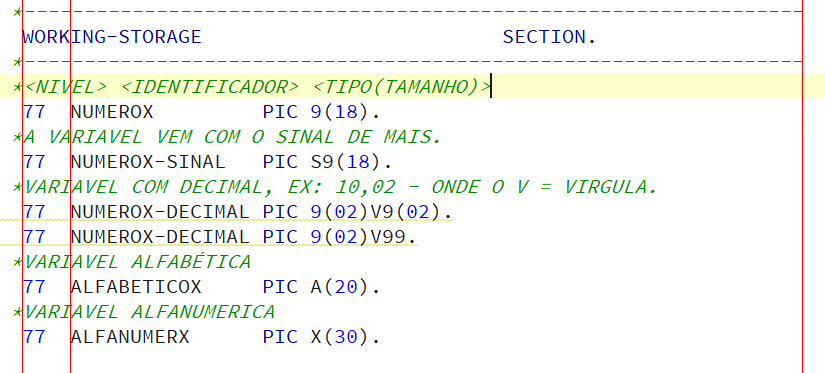 *-----------------------------------------------------------------
WORKING-STORAGE                         SECTION.
*-----------------------------------------------------------------
*<NIVEL> <IDENTIFICADOR> <TIPO(TAMANHO)>
77  NUMEROX         PIC 9(18).
*A VARIAVEL VEM COM O SINAL DE MAIS.
77  NUMEROX-SINAL   PIC S9(18).
*VARIAVEL COM DECIMAL, EX: 10,02 - ONDE O V = VIRGULA.
77  NUMEROX-DECIMAL PIC 9(02)V9(02).
77  NUMEROX-DECIMAL PIC 9(02)V99.
*VARIAVEL ALFABÉTICA
77  ALFABETICOX     PIC A(20).
*VARIAVEL ALFANUMERICA
77  ALFANUMERX      PIC X(30).